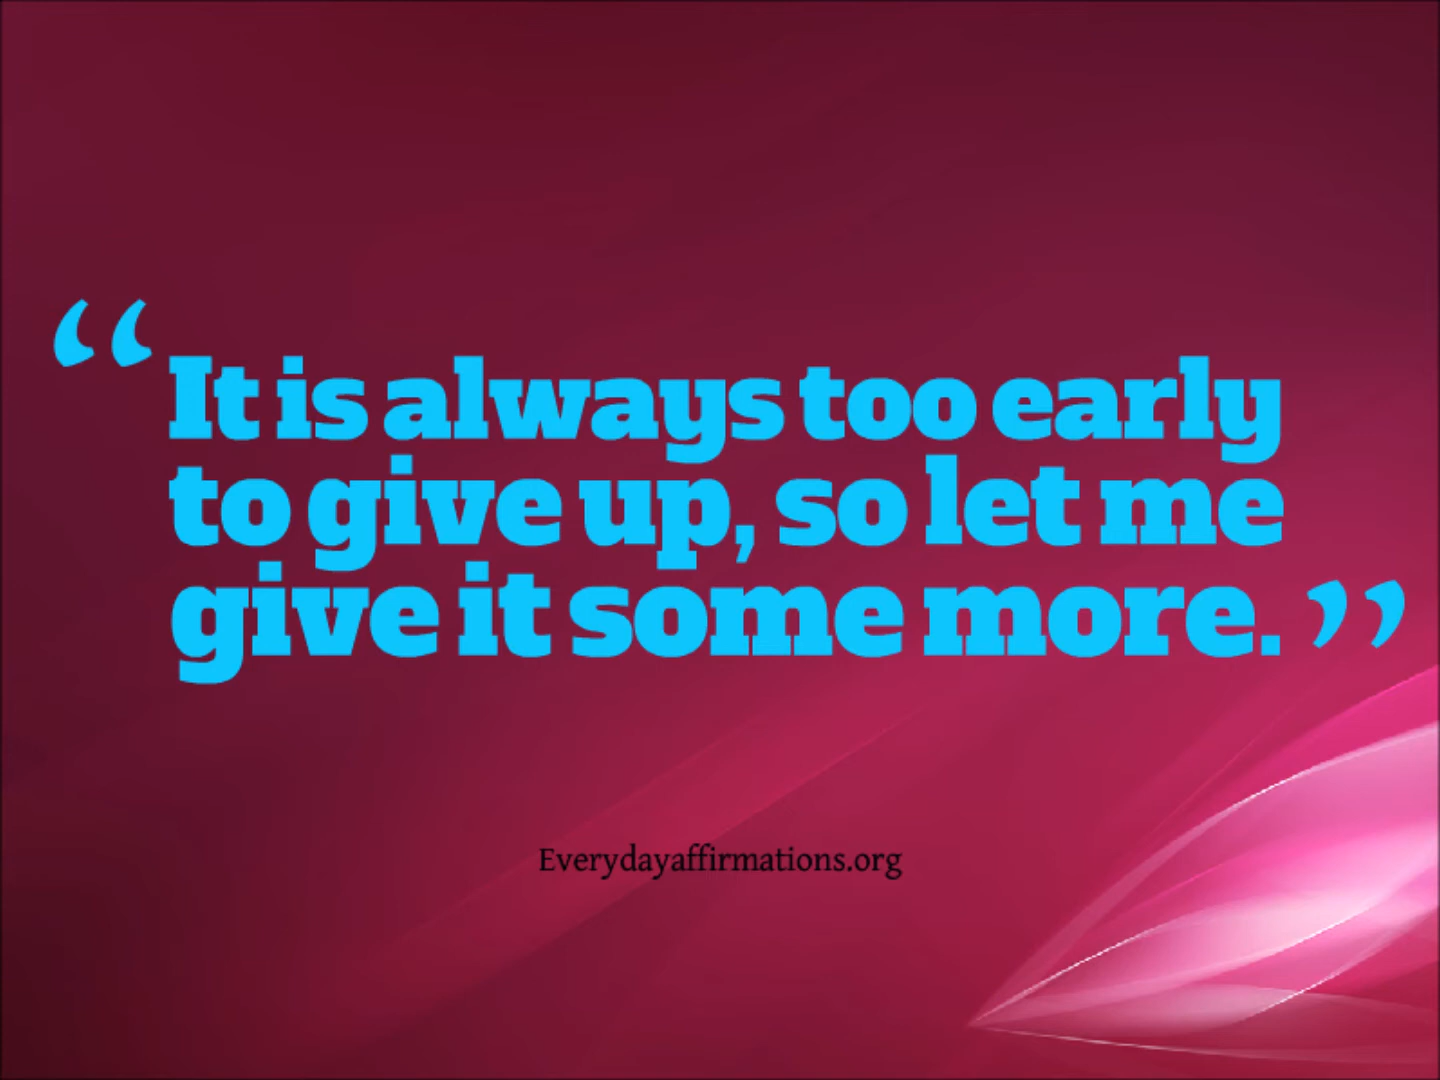 “It is always too early
to give up, so let me
give it some more.”
Everydayaffirmations.org